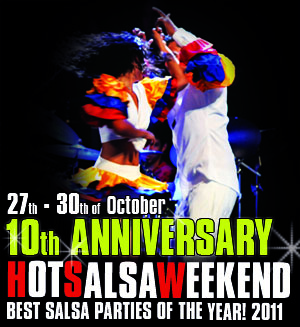 27th - 30th of October
10th ANNIVERSARY
HOTSALSAWEEKEND
BEST SALSA PARTIES OF THE YEAR! 2011